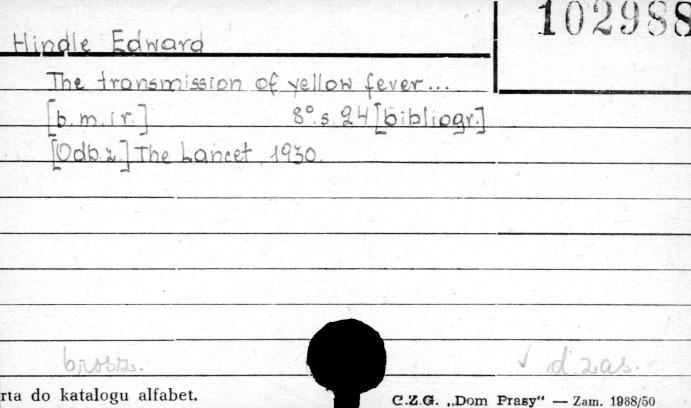 102988
Hindle Edward
The transmission of yellow fever...
[b.m.ir.] 8°.s. 24 [bibliogr.]
[Odb.z.] The Lancet, 1930.
brosz. ✓ d. zas.
rta do katalogu alfabet. C.Z.G. „Dom Prasy“ — Zam. 1988/50